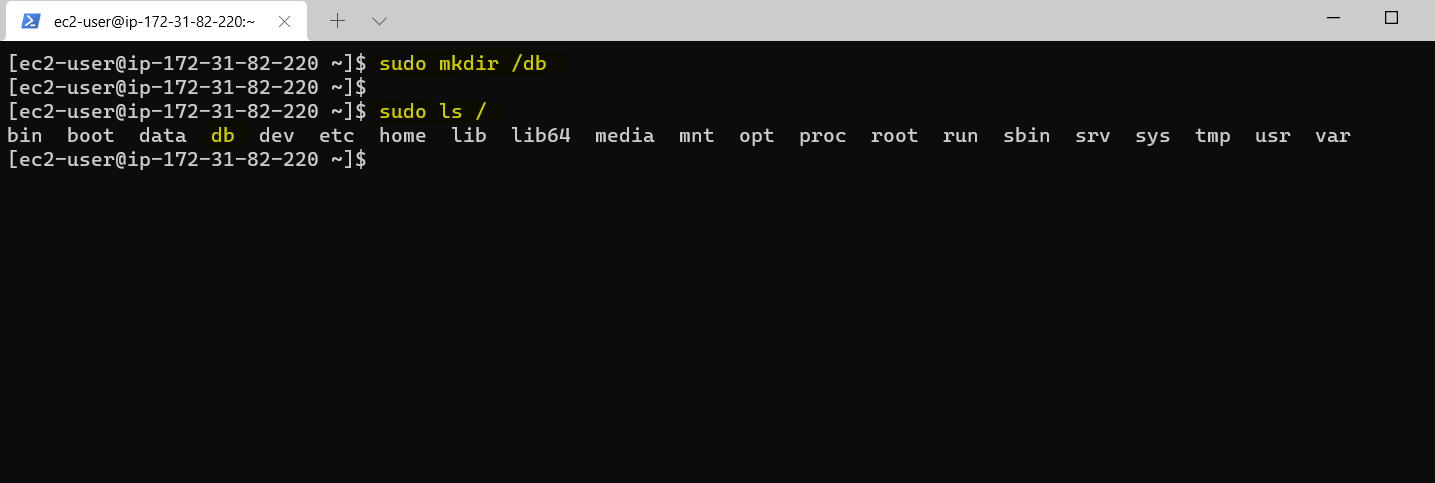 ec2-user@ip-172-31-82-220:~
[ec2-user@ip-172-31-82-220 ~]$ sudo mkdir /db
[ec2-user@ip-172-31-82-220 ~]$
[ec2-user@ip-172-31-82-220 ~]$ sudo ls /
bin  boot  data  db  dev  etc  home  lib  lib64  media  mnt  opt  proc  root  run  sbin  srv  sys  tmp  usr  var
[ec2-user@ip-172-31-82-220 ~]$